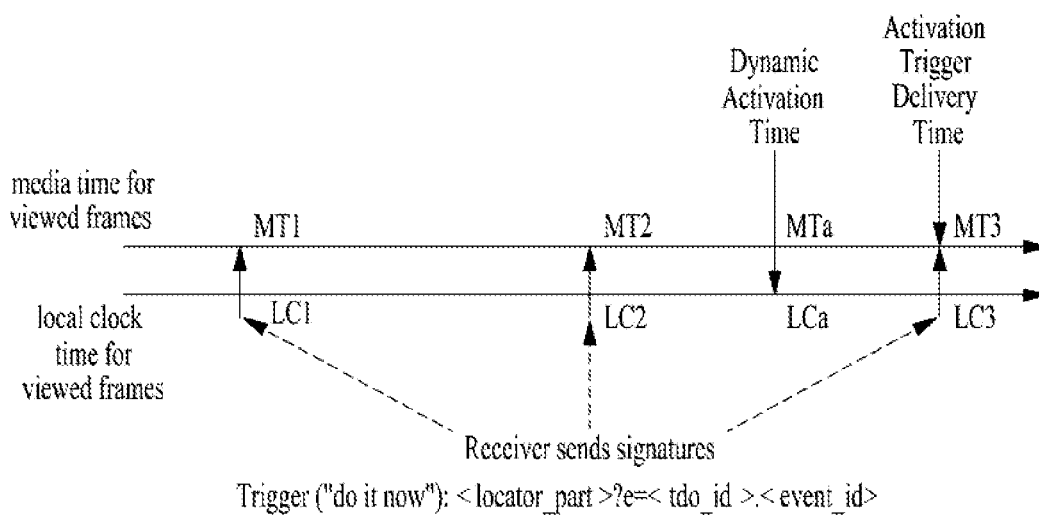 Dynamic
Activation
Time
Activation
Trigger
Delivery
Time
media time for
viewed frames
MT1
MT2
MTa
MT3
local clock
time for
viewed frames
LC1
LC2
LCa
LC3
Receiver sends signatures
Trigger ("do it now"): < locator_part >?e=< tdo_id >.< event_id>